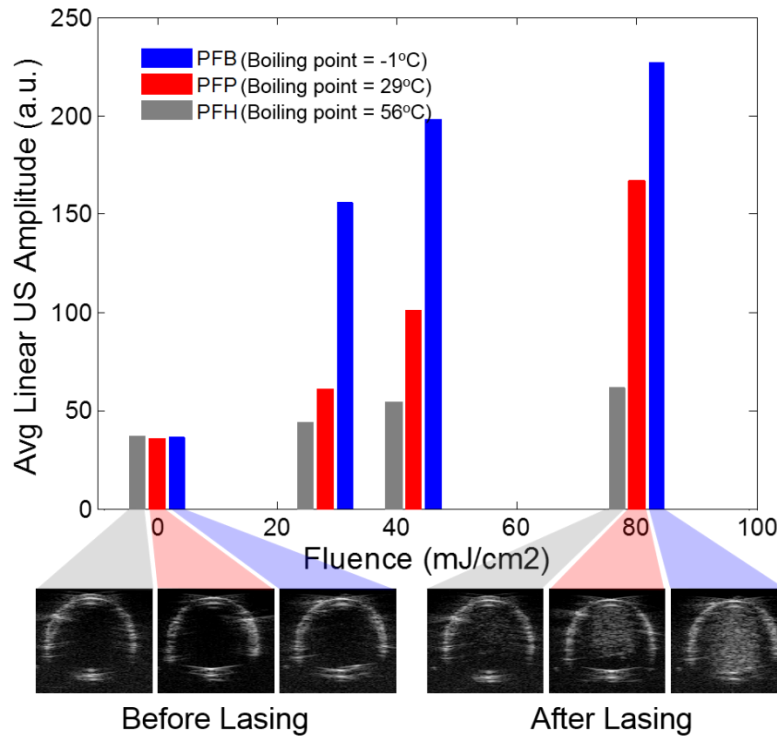 250
200
150
100
50
0
Avg Linear US Amplitude (a.u.)
PFB (Boiling point = -1°C)
PFP (Boiling point = 29°C)
PFH (Boiling point = 56°C)
0 20 40 60 80 100
Fluence (mJ/cm2)
Before Lasing
After Lasing